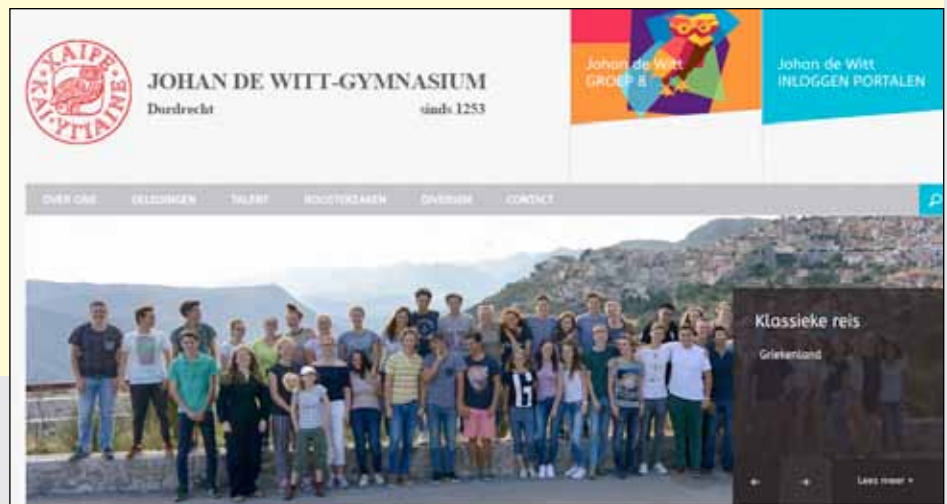 ΧΑΙΡΕ
ΚΑΙ·ΥΓΙΑΙΝΕ
JOHAN DE WITT-GYMNASIUM
Dordrecht sinds 1253
Johan de Witt
GROEP 8
Johan de Witt
INLOGGEN PORTALEN
OVER ONS GELEDINGEN TALENT ROOSTERZAKEN DIVERSEN CONTACT
Klassieke reis
Griekenland
Lees meer